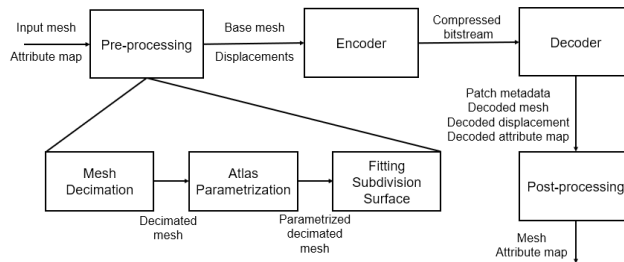 Input mesh
Attribute map
Pre-processing
Base mesh
Displacements
Encoder
Compressed
bitstream
Decoder
Patch metadata
Decoded mesh
Decoded displacement
Decoded attribute map
Mesh
Decimation
Decimated
mesh
Atlas
Parametrization
Parametrized
decimated
mesh
Fitting
Subdivision
Surface
Post-processing
Mesh
Attribute map